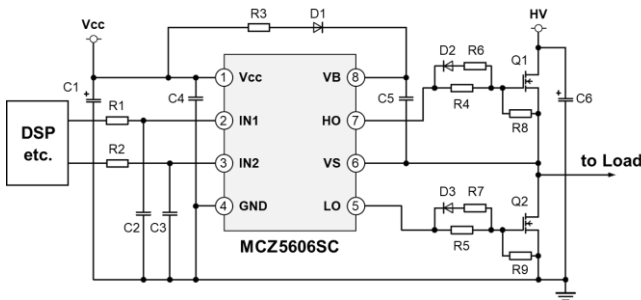 R3 D1 HV
Vcc
D2 R6 Q1
C1 + C4 1 Vcc VB 8 C5 + C6
R4
DSP
etc.
R1 2 IN1 HO 7 R8
R2 3 IN2 VS 6 to Load
D3 R7 Q2
4 GND LO 5
C2 C3 R5
MCZ5606SC R9